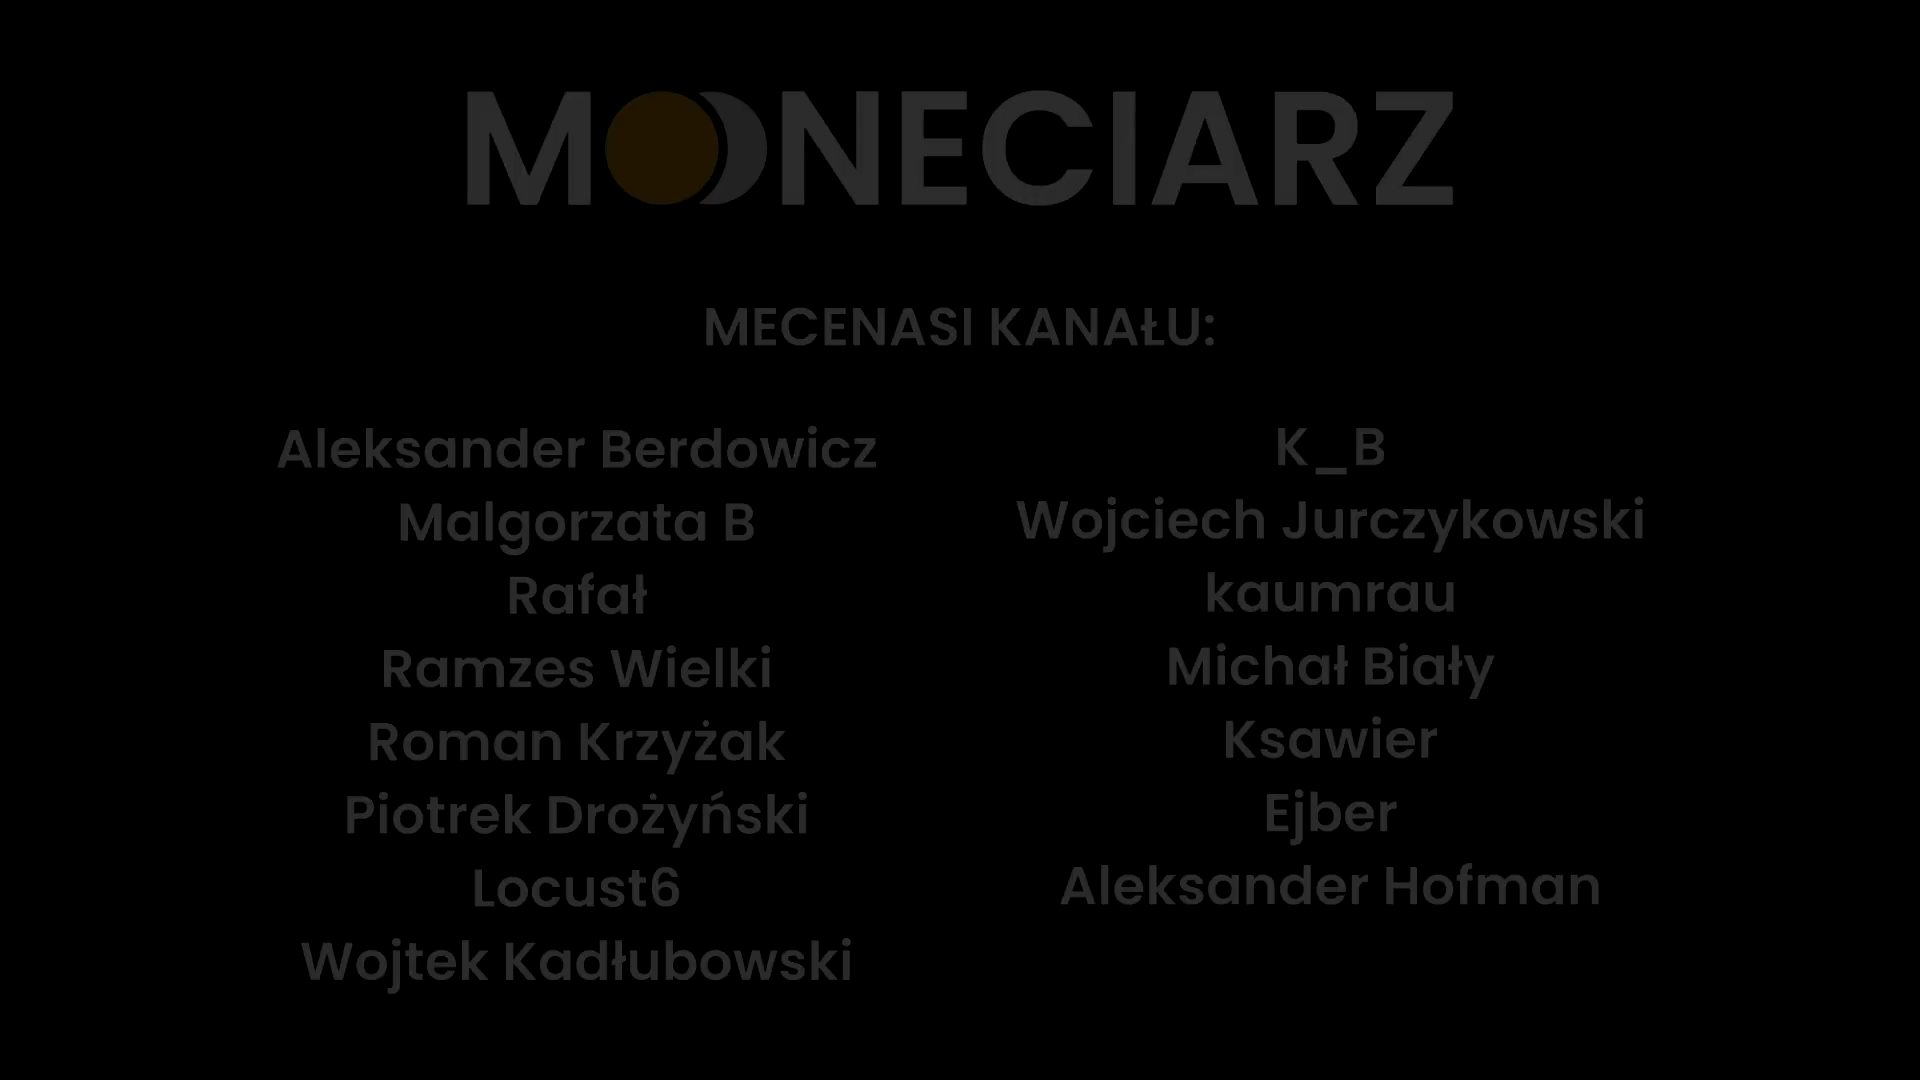 MONECIARZ
MECENASI KANAŁU:
Aleksander Berdowicz
Malgorzata B
Rafał
Ramzes Wielki
Roman Krzyżak
Piotrek Drożyński
Locust6
Wojtek Kadłubowski
K_B
Wojciech Jurczykowski
kaumrau
Michał Biały
Ksawier
Ejber
Aleksander Hofman